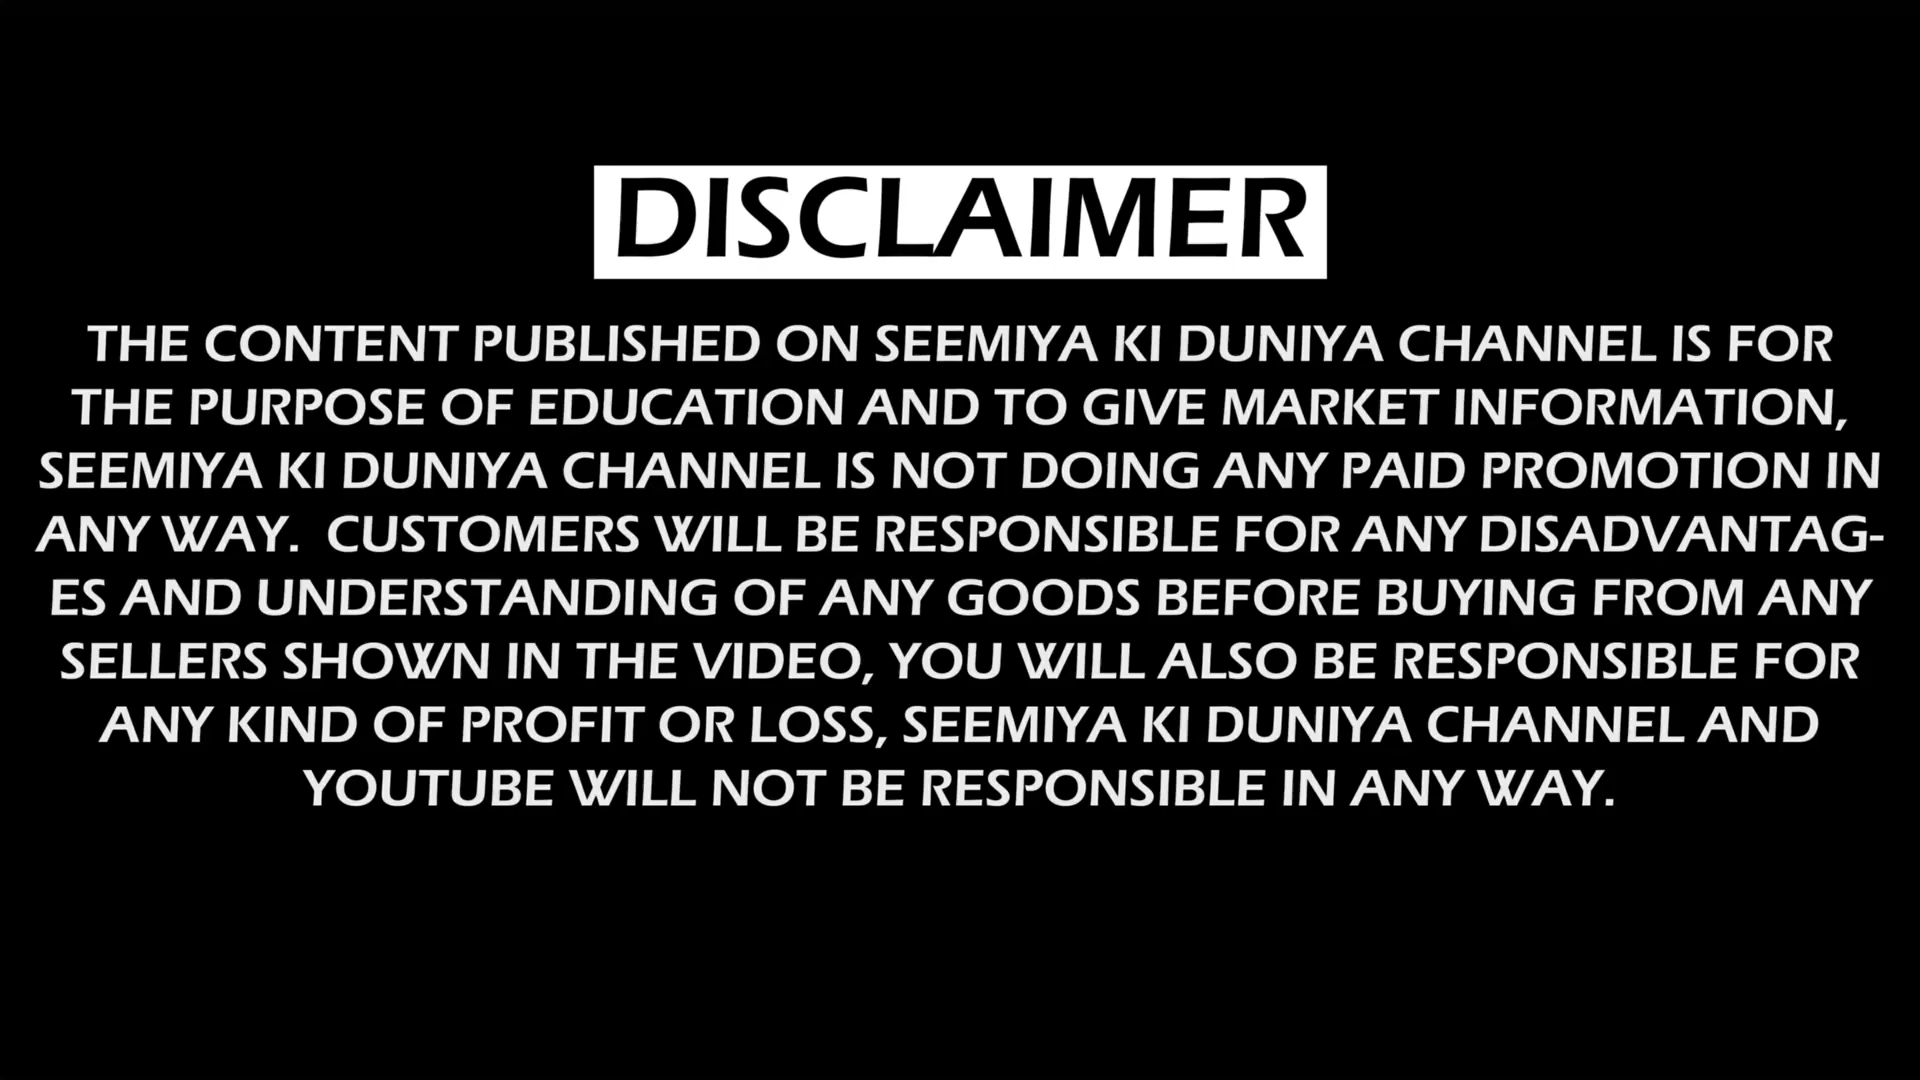 DISCLAIMER
THE CONTENT PUBLISHED ON SEEMIYA KI DUNIYA CHANNEL IS FOR
THE PURPOSE OF EDUCATION AND TO GIVE MARKET INFORMATION,
SEEMIYA KI DUNIYA CHANNEL IS NOT DOING ANY PAID PROMOTION IN
ANY WAY.  CUSTOMERS WILL BE RESPONSIBLE FOR ANY DISADVANTAG-
ES AND UNDERSTANDING OF ANY GOODS BEFORE BUYING FROM ANY
SELLERS SHOWN IN THE VIDEO, YOU WILL ALSO BE RESPONSIBLE FOR
ANY KIND OF PROFIT OR LOSS, SEEMIYA KI DUNIYA CHANNEL AND
YOUTUBE WILL NOT BE RESPONSIBLE IN ANY WAY.